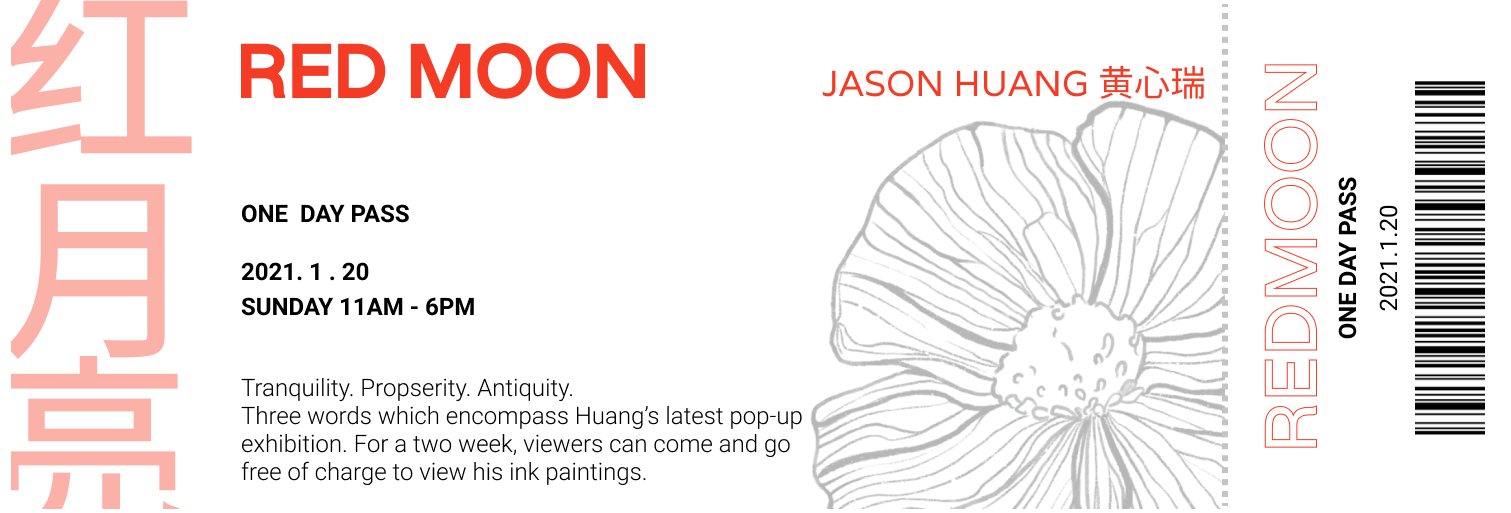 红月亮
RED MOON
JASON HUANG 黄心瑞
ONE DAY PASS
2021. 1 . 20
SUNDAY 11AM - 6PM
Tranquility. Propserity. Antiquity.
Three words which encompass Huang’s latest pop-up
exhibition. For a two week, viewers can come and go
free of charge to view his ink paintings.
REDMOON
ONE DAY PASS
2021.1.20